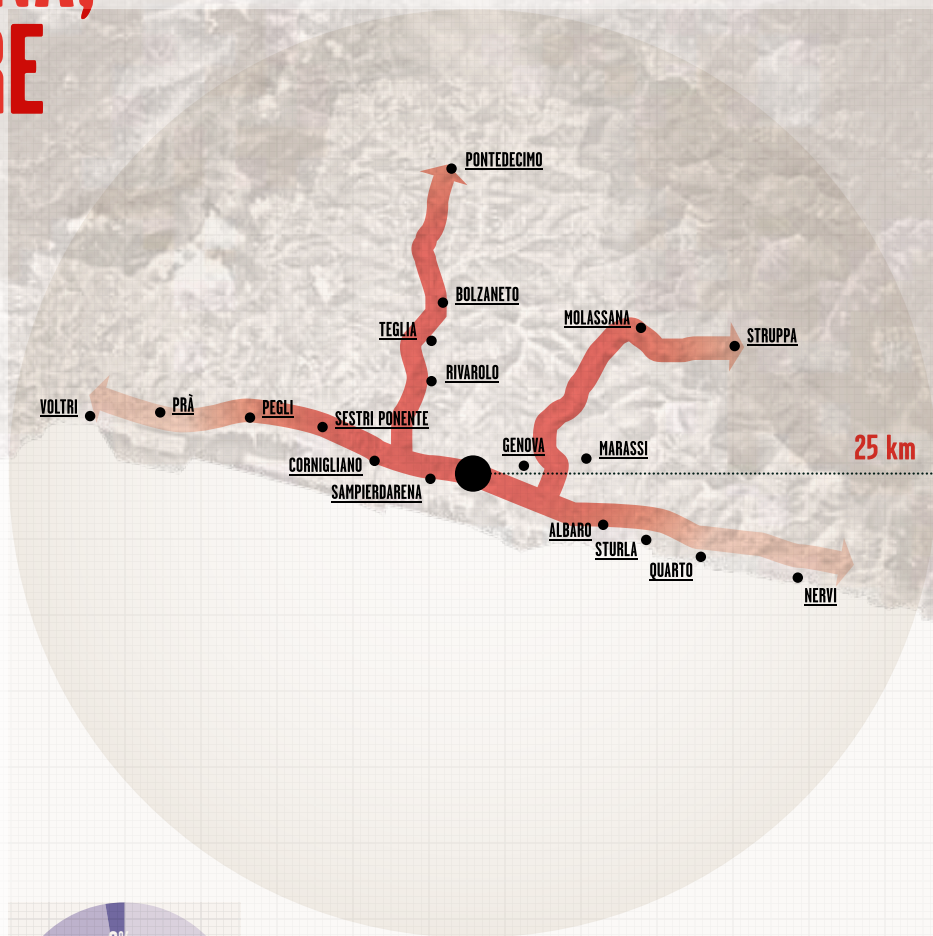 PONTEDECIMO
BOLZANETO
MOLASSANA
TEGLIA
STRUPPA
RIVAROLO
VOLTRI
PRÀ
PEGLI
SESTRI PONENTE
GENOVA
MARASSI
25 km
CORNIGLIANO
SAMPIERDARENA
ALBARO
STURLA
QUARTO
NERVI